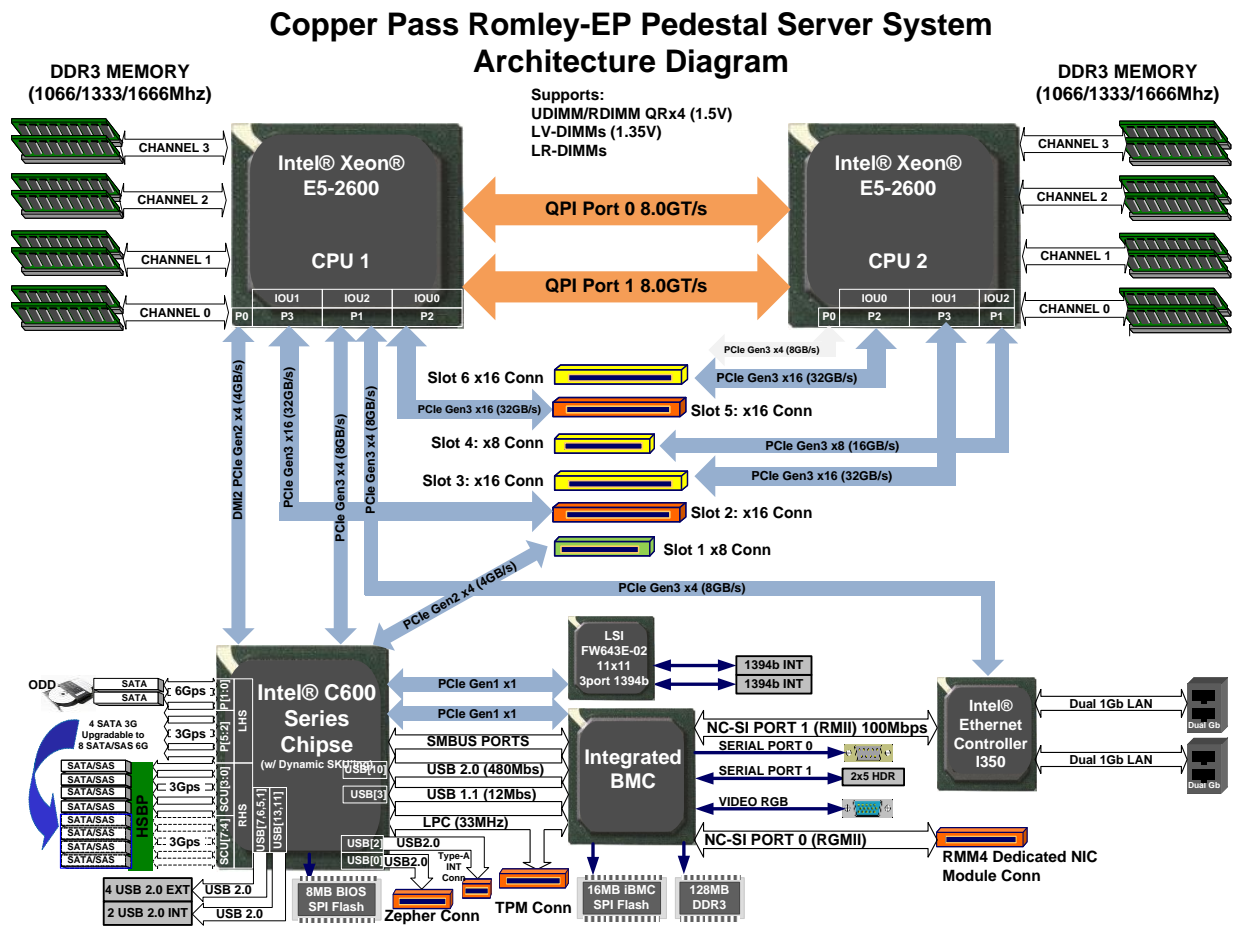 Copper Pass Romley-EP Pedestal Server System
Architecture Diagram
DDR3 MEMORY
(1066/1333/1666Mhz)
Supports:
UDIMM/RDIMM QRx4 (1.5V)
LV-DIMMs (1.35V)
LR-DIMMs
DDR3 MEMORY
(1066/1333/1666Mhz)
CHANNEL 3
CHANNEL 2
CHANNEL 1
CHANNEL 0
Intel® Xeon®
E5-2600
CPU 1
IOU1 IOU2 IOU0
P0 P3 P1 P2
QPI Port 0 8.0GT/s
QPI Port 1 8.0GT/s
Intel® Xeon®
E5-2600
CPU 2
IOU0 IOU1 IOU2
P0 P2 P3 P1
CHANNEL 3
CHANNEL 2
CHANNEL 1
CHANNEL 0
DMI2 PCIe Gen2 x4 (4GB/s)
PCIe Gen3 x16 (32GB/s)
PCIe Gen3 x4 (8GB/s)
PCIe Gen3 x4 (8GB/s)
PCIe Gen3 x4 (8GB/s)
Slot 6 x16 Conn
PCIe Gen3 x16 (32GB/s)
PCIe Gen3 x16 (32GB/s)
Slot 5: x16 Conn
Slot 4: x8 Conn
PCIe Gen3 x8 (16GB/s)
Slot 3: x16 Conn
PCIe Gen3 x16 (32GB/s)
Slot 2: x16 Conn
Slot 1 x8 Conn
PCIe Gen2 x4 (4GB/s)
PCIe Gen3 x4 (8GB/s)
LSI
FW643E-02
11x11
3port 1394b
1394b INT
1394b INT
ODD
SATA
SATA
6Gps
3Gps
P[1:0]
P[5:2]
LHS
4 SATA 3G
Upgradable to
8 SATA/SAS 6G
SATA/SAS
SATA/SAS
SATA/SAS
SATA/SAS
SATA/SAS
SATA/SAS
SATA/SAS
SATA/SAS
HSBP
3Gps
3Gps
SCU[3:0]
SCU[7:4]
RHS
Intel® C600
Series
Chipse
(w/ Dynamic SKU'ing)
USB[10]
USB[3]
USB[7,6,5,1]
USB[13,11]
USB[2]
USB[0]
PCIe Gen1 x1
PCIe Gen1 x1
SMBUS PORTS
USB 2.0 (480Mbs)
USB 1.1 (12Mbs)
LPC (33MHz)
USB2.0
USB2.0
Type-A
INT
Conn
Integrated
BMC
NC-SI PORT 1 (RMII) 100Mbps
SERIAL PORT 0
SERIAL PORT 1
2x5 HDR
VIDEO RGB
NC-SI PORT 0 (RGMII)
Intel®
Ethernet
Controller
I350
Dual 1Gb LAN
Dual Gb
Dual 1Gb LAN
Dual Gb
RMM4 Dedicated NIC
Module Conn
4 USB 2.0 EXT
USB 2.0
2 USB 2.0 INT
USB 2.0
8MB BIOS
SPI Flash
Zepher Conn
TPM Conn
16MB iBMC
SPI Flash
128MB
DDR3